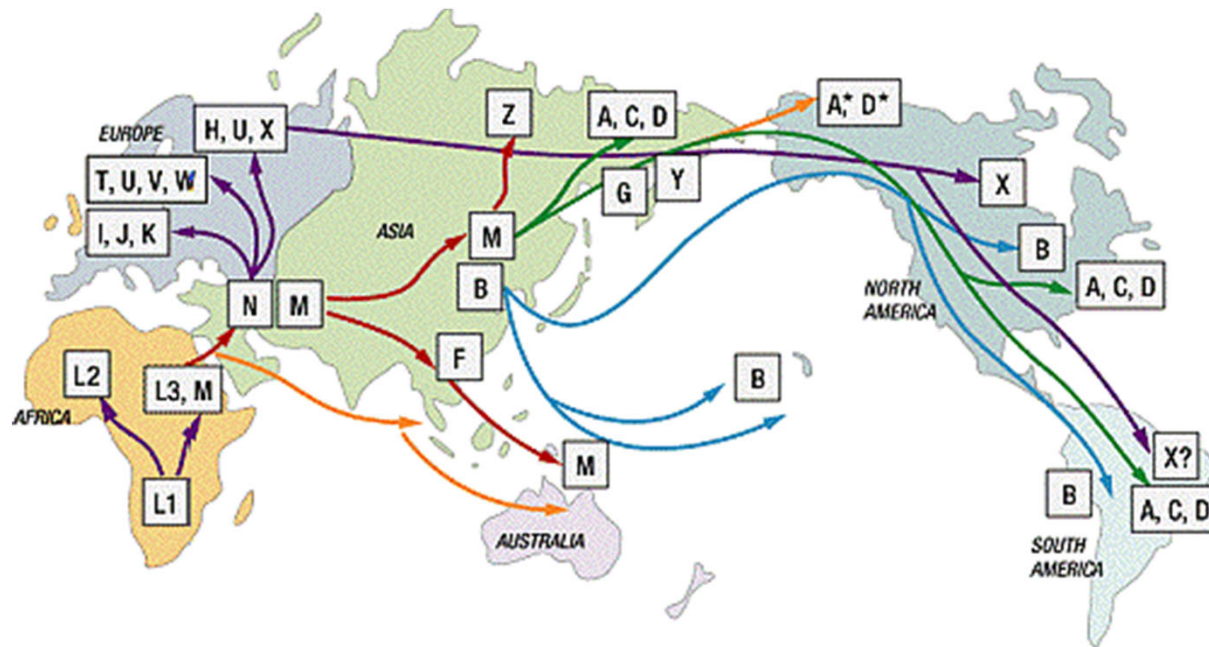 Z
A, C, D
A,* D*
EUROPE
H, U, X
T, U, V, W
G
Y
X
I, J, K
ASIA
M
B
B
N
M
NORTH
AMERICA
A, C, D
F
L2
L3, M
B
AFRICA
M
X?
L1
B
A, C, D
AUSTRALIA
SOUTH
AMERICA